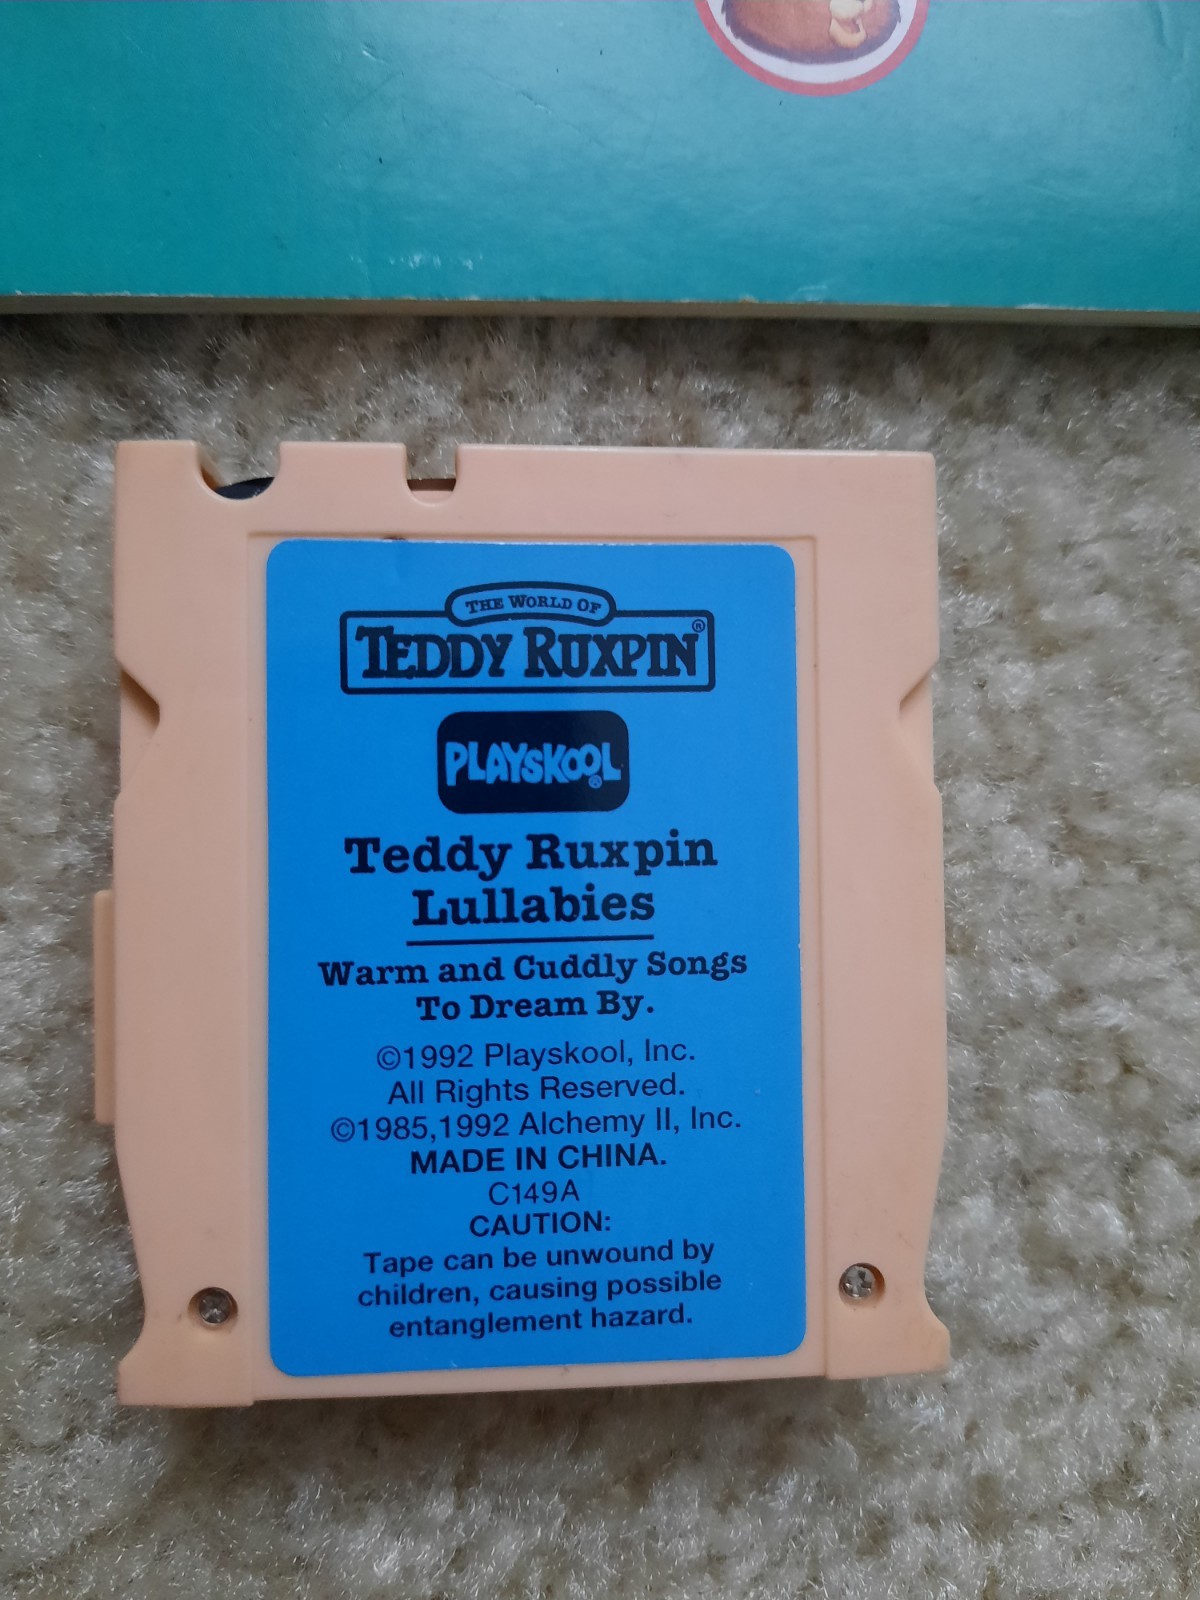 THE WORLD OF
TEDDY RUXPIN®
PLAYSKOOL®
Teddy Ruxpin
Lullabies
Warm and Cuddly Songs
To Dream By.
©1992 Playskool, Inc.
All Rights Reserved.
©1985,1992 Alchemy II, Inc.
MADE IN CHINA.
C149A
CAUTION:
Tape can be unwound by
children, causing possible
entanglement hazard.